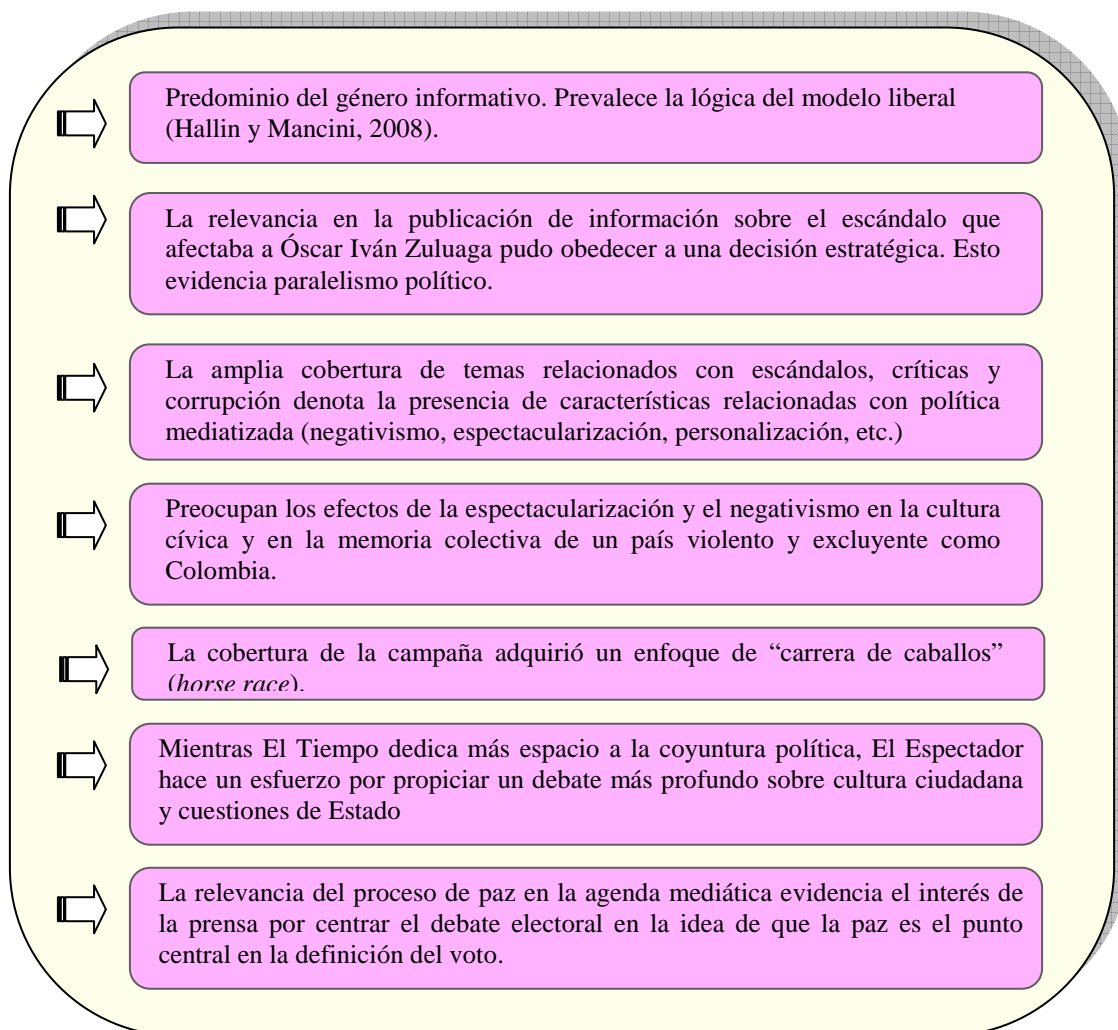 Predominio del género informativo. Prevalece la lógica del modelo liberal
(Hallin y Mancini, 2008).
La relevancia en la publicación de información sobre el escándalo que
afectaba a Óscar Iván Zuluaga pudo obedecer a una decisión estratégica. Esto
evidencia paralelismo político.
La amplia cobertura de temas relacionados con escándalos, críticas y
corrupción denota la presencia de características relacionadas con política
mediatizada (negativismo, espectacularización, personalización, etc.)
Preocupan los efectos de la espectacularización y el negativismo en la cultura
cívica y en la memoria colectiva de un país violento y excluyente como
Colombia.
La cobertura de la campaña adquirió un enfoque de “carrera de caballos”
(horse race).
Mientras El Tiempo dedica más espacio a la coyuntura política, El Espectador
hace un esfuerzo por propiciar un debate más profundo sobre cultura ciudadana
y cuestiones de Estado
La relevancia del proceso de paz en la agenda mediática evidencia el interés de
la prensa por centrar el debate electoral en la idea de que la paz es el punto
central en la definición del voto.